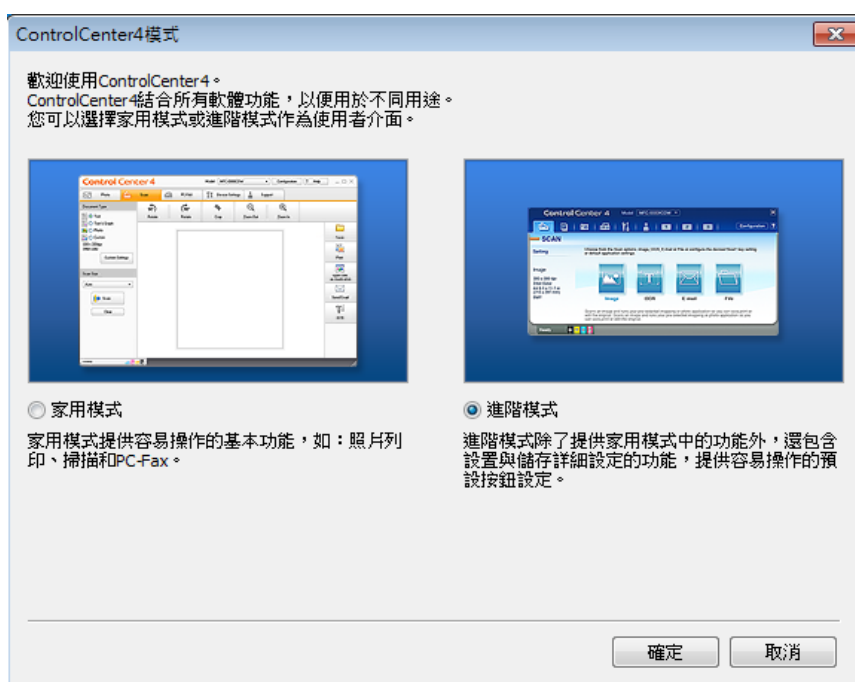 ControlCenter4模式
歡迎使用ControlCenter4。
ControlCenter4結合所有軟體功能，以便用於不同用途。
您可以選擇家用模式或進階模式作為使用者介面。
Control Center 4
Scan
Control Center 4
Configuration
SCAN
Setting
Image
Image
OCR
E-mail
File
Ready
家用模式
進階模式
家用模式提供容易操作的基本功能，如：照片列
印、掃描和PC-Fax。
進階模式除了提供家用模式中的功能外，還包含
設置與儲存詳細設定的功能，提供容易操作的預
設按鈕設定。
確定
取消